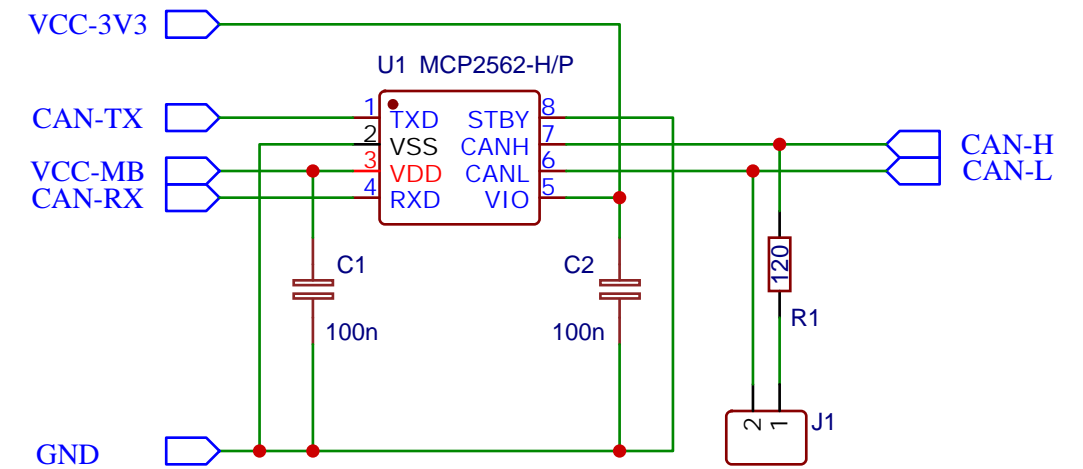 VCC-3V3
U1 MCP2562-H/P
CAN-TX 1 TXD STBY 8
2 VSS CANH 7 CAN-H
VCC-MB 3 VDD CANL 6 CAN-L
CAN-RX 4 RXD VIO 5
C1 C2 120
100n 100n R1
2 1 J1
GND